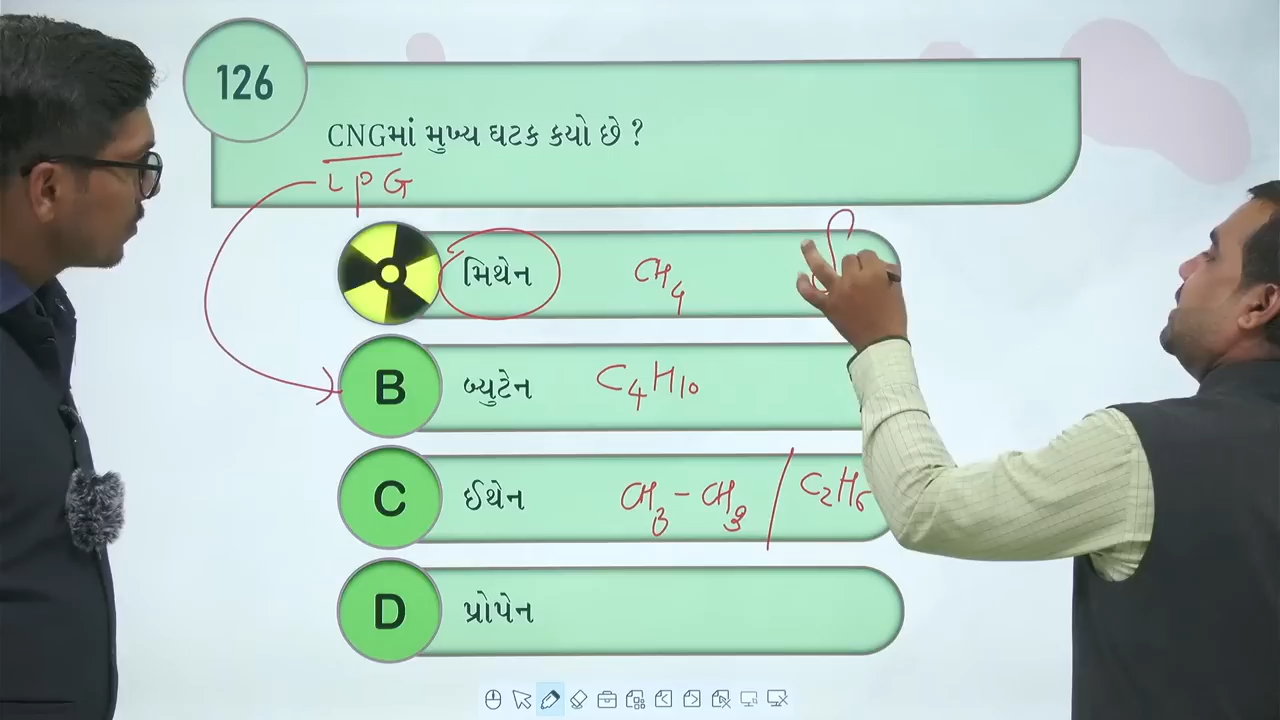 126
CNGમાં મુખ્ય ઘટક કયો છે ?
LPG
મિથેન CH4
B બ્યુટેન C4H10
C ઈથેન CH3-CH3 / C2H6
D પ્રોપેન